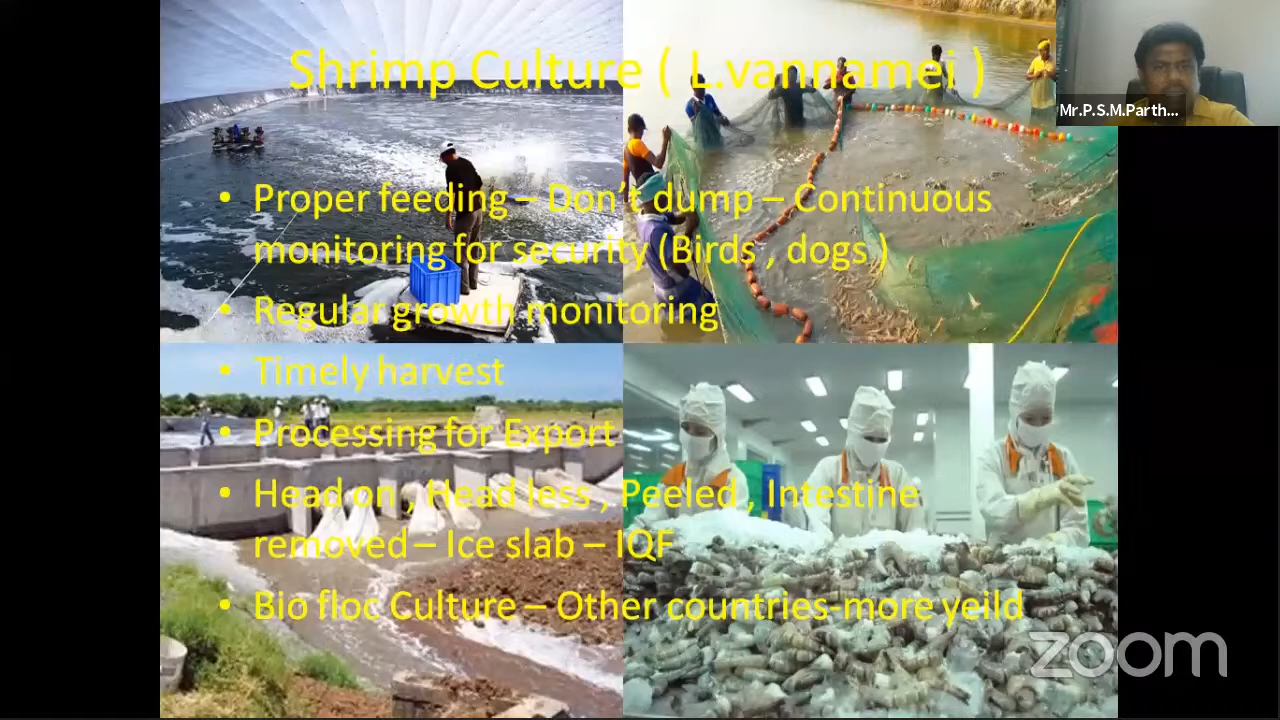 Shrimp Culture ( L.vannamei )
Mr.P.S.M.Parth...
• Proper feeding – Don't dump – Continuous
monitoring for security (Birds , dogs )
• Regular growth monitoring
• Timely harvest
• Processing for Export
• Head on , Head less , Peeled , Intestine
removed – Ice slab – IQF
• Bio floc Culture – Other countries-more yeild
zoom